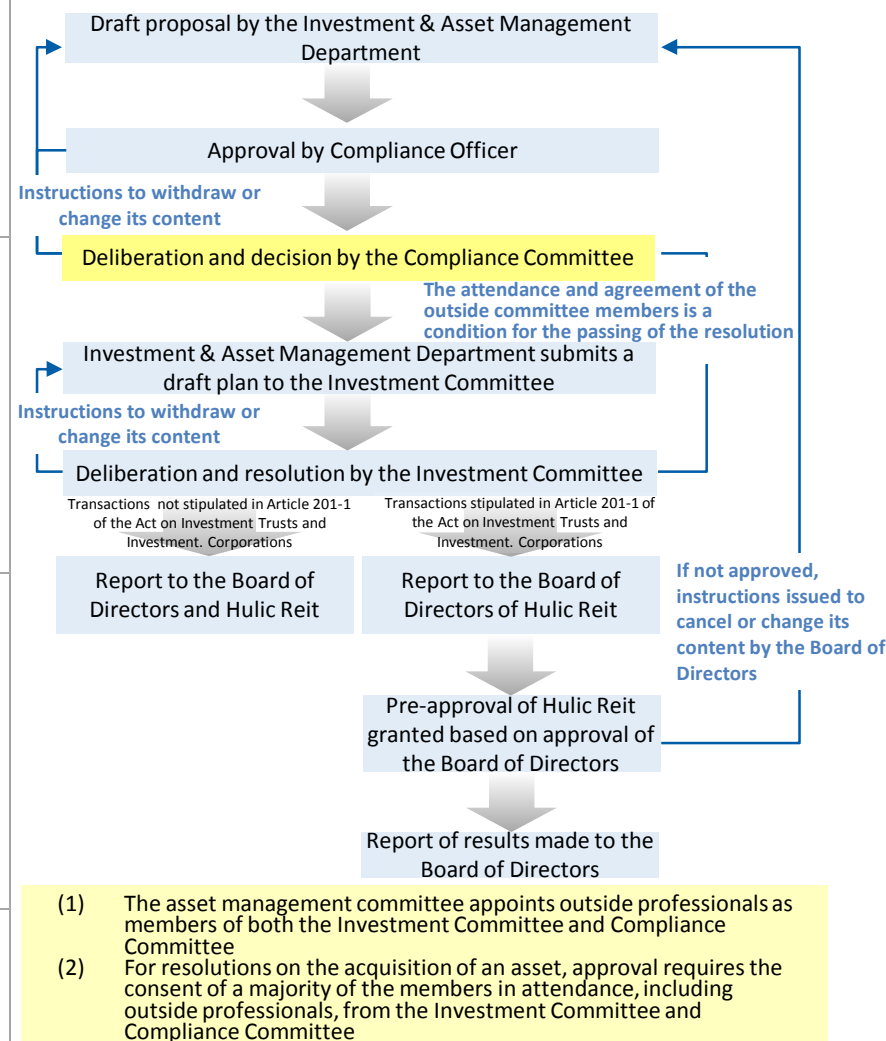 Draft proposal by the Investment & Asset Management
Department
Approval by Compliance Officer
Instructions to withdraw or
change its content
Deliberation and decision by the Compliance Committee
The attendance and agreement of the
outside committee members is a
condition for the passing of the resolution
Investment & Asset Management Department submits a
draft plan to the Investment Committee
Instructions to withdraw or
change its content
Deliberation and resolution by the Investment Committee
Transactions not stipulated in Article 201-1
of the Act on Investment Trusts and
Investment. Corporations
Transactions stipulated in Article 201-1 of
the Act on Investment Trusts and
Investment. Corporations
Report to the Board of
Directors and Hulic Reit
Report to the Board of
Directors of Hulic Reit
If not approved,
instructions issued to
cancel or change its
content by the Board of
Directors
Pre-approval of Hulic Reit
granted based on approval of
the Board of Directors
Report of results made to the
Board of Directors
(1) The asset management committee appoints outside professionals as
members of both the Investment Committee and Compliance
Committee
(2) For resolutions on the acquisition of an asset, approval requires the
consent of a majority of the members in attendance, including
outside professionals, from the Investment Committee and
Compliance Committee